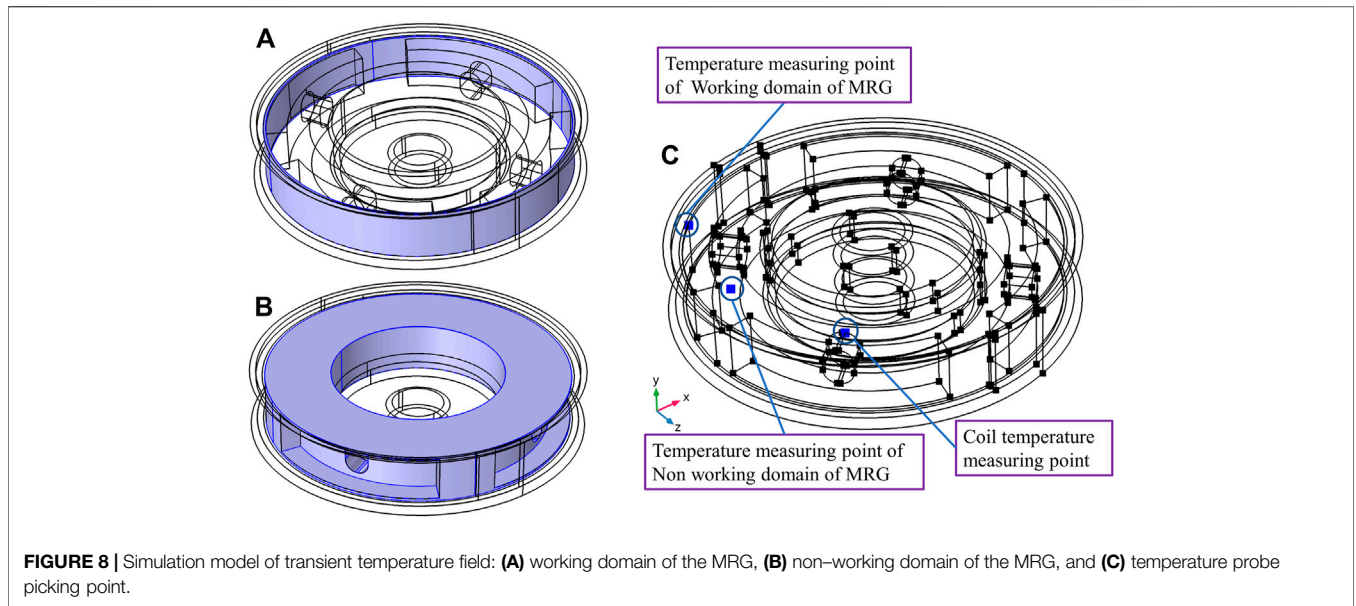 A
Temperature measuring point
of Working domain of MRG
C
B
y
x
z
Temperature measuring point of
Non working domain of MRG
Coil temperature
measuring point
FIGURE 8 | Simulation model of transient temperature field: (A) working domain of the MRG, (B) non–working domain of the MRG, and (C) temperature probe
picking point.